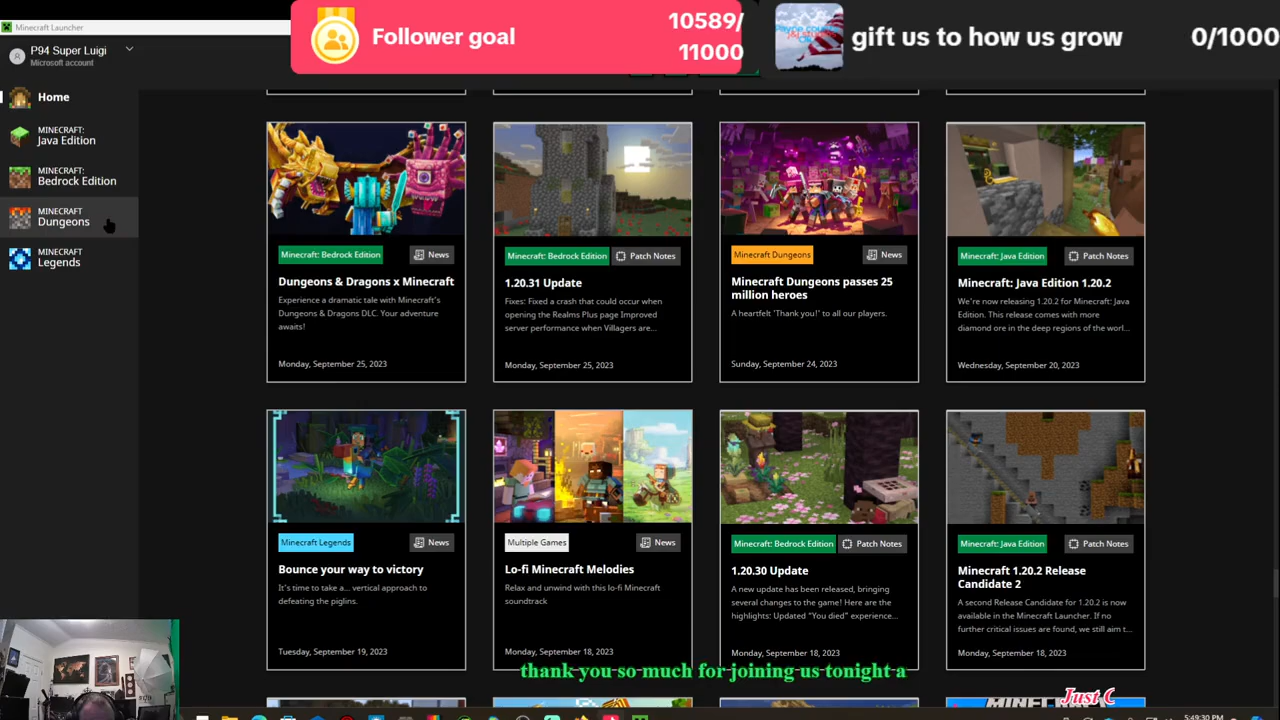 Minecraft Launcher
Follower goal
10589/
11000
gift us to how us grow
0/1000
P94 Super Luigi
Microsoft account
Home
MINECRAFT:
Java Edition
MINECRAFT:
Bedrock Edition
MINECRAFT
Dungeons
MINECRAFT
Legends
Minecraft: Bedrock Edition
News
Dungeons & Dragons x Minecraft
Experience a dramatic tale with Minecraft's
Dungeons & Dragons DLC. Your adventure
awaits!
Monday, September 25, 2023
Minecraft: Bedrock Edition
Patch Notes
1.20.31 Update
Fixes: Fixed a crash that could occur when
opening the Realms Plus page Improved
server performance when Villagers are...
Monday, September 25, 2023
Minecraft Dungeons
News
Minecraft Dungeons passes 25
million heroes
A heartfelt 'Thank you!' to all our players.
Sunday, September 24, 2023
Minecraft: Java Edition
Patch Notes
Minecraft: Java Edition 1.20.2
We're now releasing 1.20.2 for Minecraft: Java
Edition. This release comes with more
diamond ore in the deep regions of the worl...
Wednesday, September 20, 2023
Minecraft Legends
News
Bounce your way to victory
It's time to take a... vertical approach to
defeating the piglins.
Tuesday, September 19, 2023
Multiple Games
News
Lo-fi Minecraft Melodies
Relax and unwind with this lo-fi Minecraft
soundtrack
Minecraft: Bedrock Edition
Patch Notes
1.20.30 Update
A new update has been released, bringing
several changes to the game! Here are the
highlights: Updated "You died" experience...
Monday, September 18, 2023
Minecraft: Java Edition
Patch Notes
Minecraft 1.20.2 Release
Candidate 2
A second Release Candidate for 1.20.2 is now
available in the Minecraft Launcher. If no
further critical issues are found, we still aim t...
Monday, September 18, 2023
thank you so much for joining us tonight a
Just C
5:49:30 PM